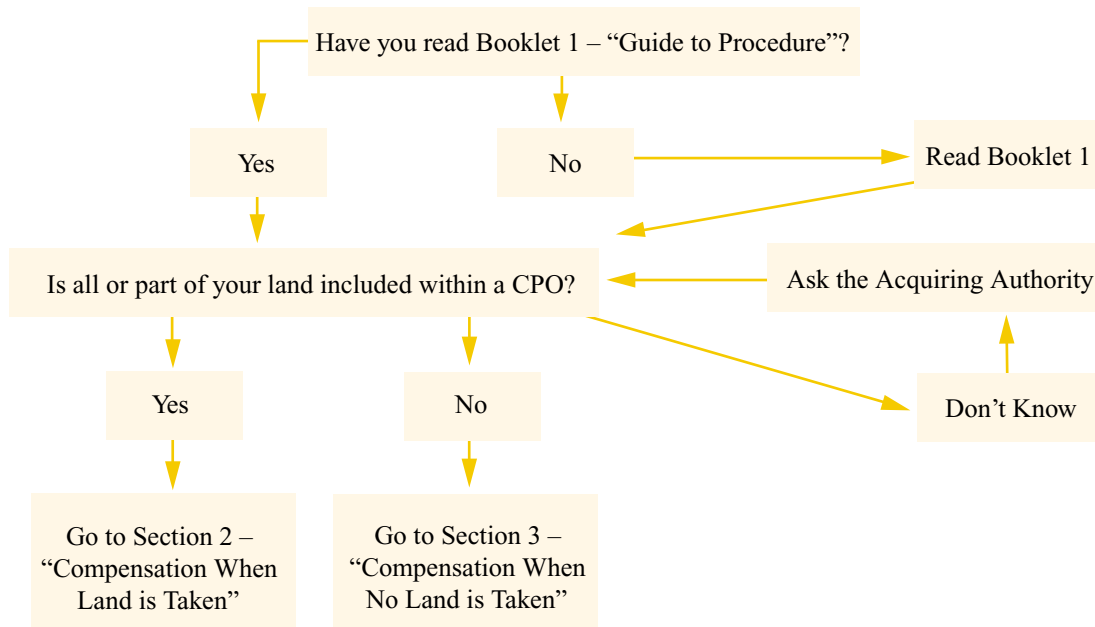 Have you read Booklet 1 – “Guide to Procedure”?
Yes
No
Read Booklet 1
Is all or part of your land included within a CPO?
Ask the Acquiring Authority
Yes
No
Don’t Know
Go to Section 2 –
“Compensation When
Land is Taken”
Go to Section 3 –
“Compensation When
No Land is Taken”